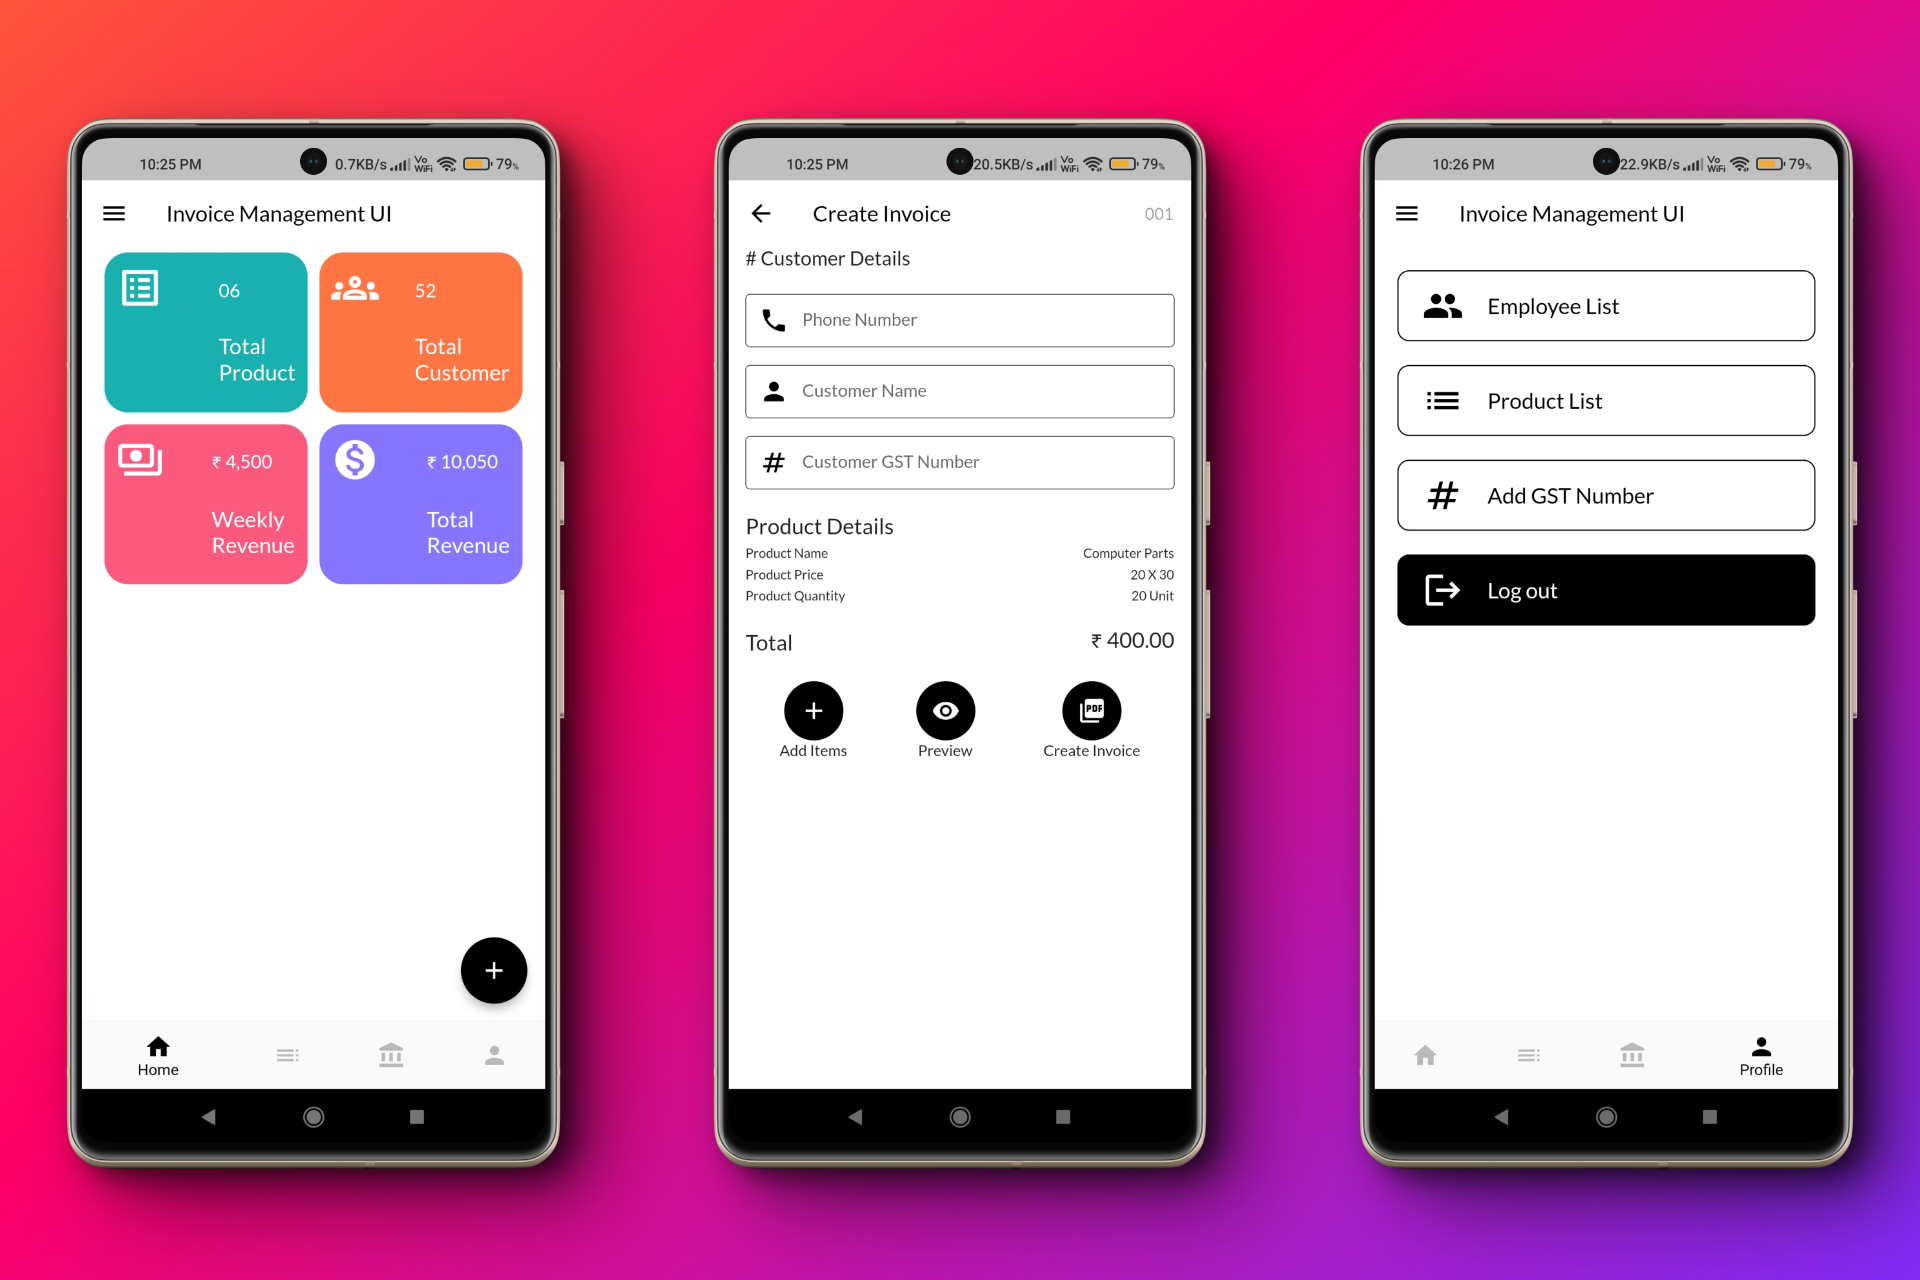 10:25 PM
0.7KB/s
Vo
WiFi
79%
Invoice Management UI
06
Total
Product
52
Total
Customer
₹ 4,500
Weekly
Revenue
₹ 10,050
Total
Revenue
Home
10:25 PM
20.5KB/s
Vo
WiFi
79%
Create Invoice
001
# Customer Details
Phone Number
Customer Name
Customer GST Number
Product Details
Product Name Computer Parts
Product Price 20 X 30
Product Quantity 20 Unit
Total ₹ 400.00
PDF
Add Items
Preview
Create Invoice
10:26 PM
22.9KB/s
Vo
WiFi
79%
Invoice Management UI
Employee List
Product List
Add GST Number
Log out
Profile